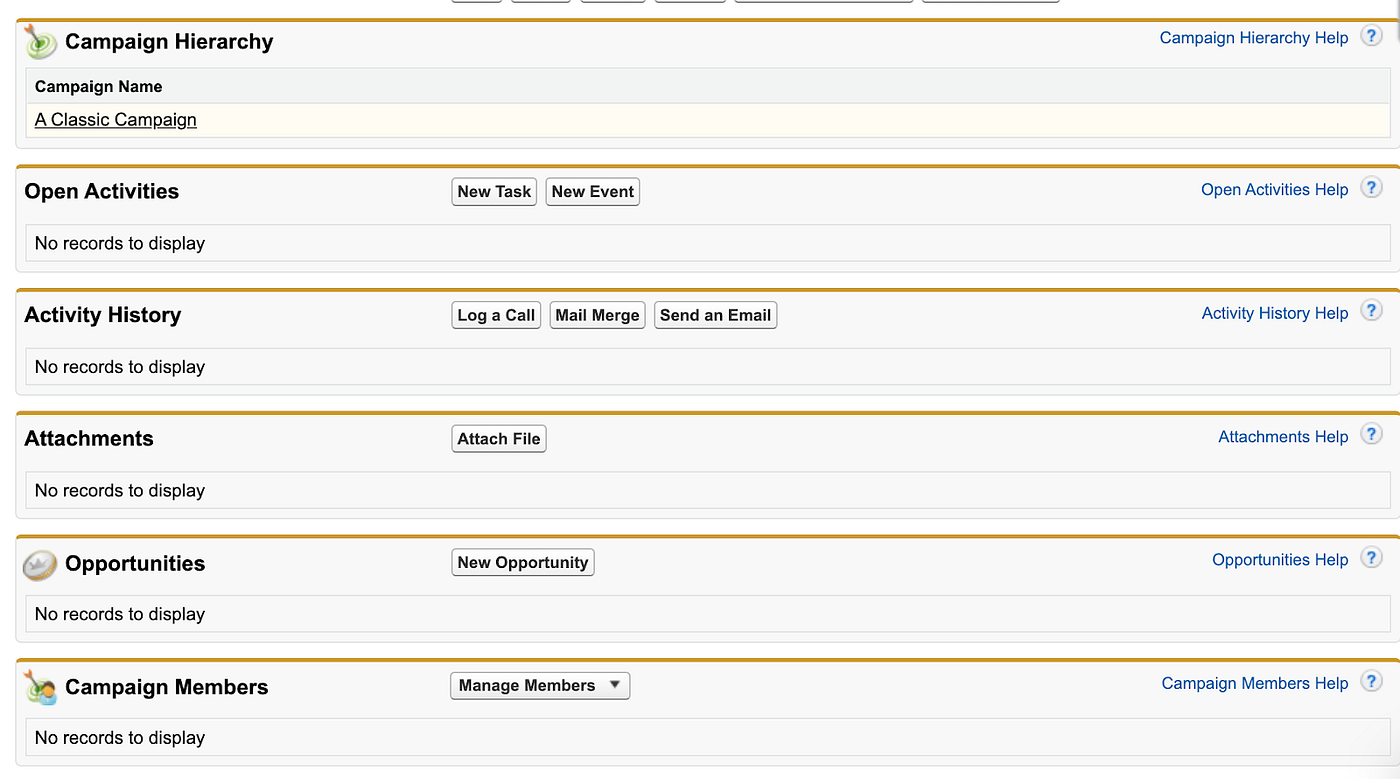 Campaign Hierarchy
Campaign Hierarchy Help ?
Campaign Name
A Classic Campaign
Open Activities
New Task
New Event
Open Activities Help ?
No records to display
Activity History
Log a Call
Mail Merge
Send an Email
Activity History Help ?
No records to display
Attachments
Attach File
Attachments Help ?
No records to display
Opportunities
New Opportunity
Opportunities Help ?
No records to display
Campaign Members
Manage Members
Campaign Members Help ?
No records to display